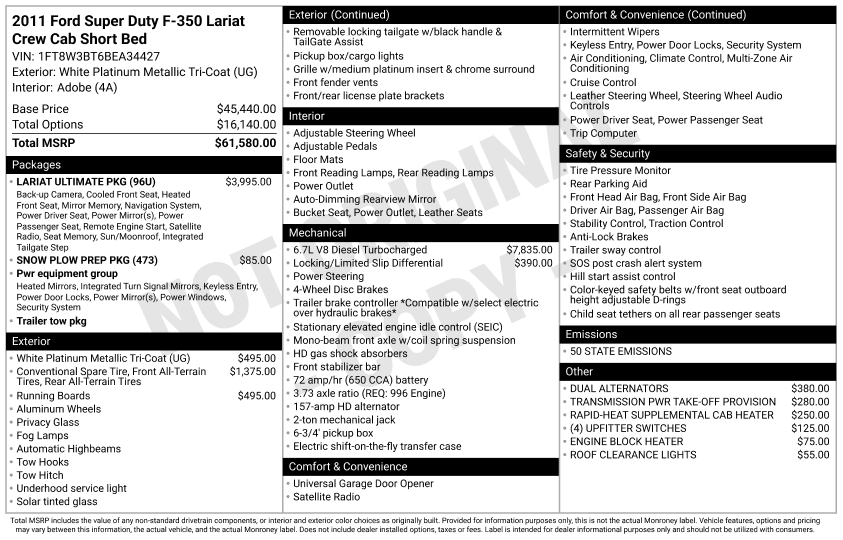 2011 Ford Super Duty F-350 Lariat
Crew Cab Short Bed
VIN: 1FT8W3BT6BEA34427
Exterior: White Platinum Metallic Tri-Coat (UG)
Interior: Adobe (4A)
Base Price $45,440.00
Total Options $16,140.00
Total MSRP $61,580.00
Packages
• LARIAT ULTIMATE PKG (96U) $3,995.00
Back-up Camera, Cooled Front Seat, Heated
Front Seat, Mirror Memory, Navigation System,
Power Driver Seat, Power Mirror(s), Power
Passenger Seat, Remote Engine Start, Satellite
Radio, Seat Memory, Sun/Moonroof, Integrated
Tailgate Step
• SNOW PLOW PREP PKG (473) $85.00
• Pwr equipment group
Heated Mirrors, Integrated Turn Signal Mirrors, Keyless Entry,
Power Door Locks, Power Mirror(s), Power Windows,
Security System
• Trailer tow pkg
Exterior
• White Platinum Metallic Tri-Coat (UG) $495.00
• Conventional Spare Tire, Front All-Terrain $1,375.00
Tires, Rear All-Terrain Tires
• Running Boards $495.00
• Aluminum Wheels
• Privacy Glass
• Fog Lamps
• Automatic Highbeams
• Tow Hooks
• Tow Hitch
• Underhood service light
• Solar tinted glass
Exterior (Continued)
• Removable locking tailgate w/black handle &
TailGate Assist
• Pickup box/cargo lights
• Grille w/medium platinum insert & chrome surround
• Front fender vents
• Front/rear license plate brackets
Interior
• Adjustable Steering Wheel
• Adjustable Pedals
• Floor Mats
• Front Reading Lamps, Rear Reading Lamps
• Power Outlet
• Auto-Dimming Rearview Mirror
• Bucket Seat, Power Outlet, Leather Seats
Mechanical
• 6.7L V8 Diesel Turbocharged $7,835.00
• Locking/Limited Slip Differential $390.00
• Power Steering
• 4-Wheel Disc Brakes
• Trailer brake controller *Compatible w/select electric
over hydraulic brakes*
• Stationary elevated engine idle control (SEIC)
• Mono-beam front axle w/coil spring suspension
• HD gas shock absorbers
• Front stabilizer bar
• 72 amp/hr (650 CCA) battery
• 3.73 axle ratio (REQ: 996 Engine)
• 157-amp HD alternator
• 2-ton mechanical jack
• 6-3/4' pickup box
• Electric shift-on-the-fly transfer case
Comfort & Convenience
• Universal Garage Door Opener
• Satellite Radio
Comfort & Convenience (Continued)
• Intermittent Wipers
• Keyless Entry, Power Door Locks, Security System
• Air Conditioning, Climate Control, Multi-Zone Air
Conditioning
• Cruise Control
• Leather Steering Wheel, Steering Wheel Audio
Controls
• Power Driver Seat, Power Passenger Seat
• Trip Computer
Safety & Security
• Tire Pressure Monitor
• Rear Parking Aid
• Front Head Air Bag, Front Side Air Bag
• Driver Air Bag, Passenger Air Bag
• Stability Control, Traction Control
• Anti-Lock Brakes
• Trailer sway control
• SOS post crash alert system
• Hill start assist control
• Color-keyed safety belts w/front seat outboard
height adjustable D-rings
• Child seat tethers on all rear passenger seats
Emissions
• 50 STATE EMISSIONS
Other
• DUAL ALTERNATORS $380.00
• TRANSMISSION PWR TAKE-OFF PROVISION $280.00
• RAPID-HEAT SUPPLEMENTAL CAB HEATER $250.00
• (4) UPFITTER SWITCHES $125.00
• ENGINE BLOCK HEATER $75.00
• ROOF CLEARANCE LIGHTS $55.00
NOT ORIGINAL
COPY
Total MSRP includes the value of any non-standard drivetrain components, or interior and exterior color choices as originally built. Provided for information purposes only, this is not the actual Monroney label. Vehicle features, options and pricing
may vary between this information, the actual vehicle, and the actual Monroney label. Does not include dealer installed options, taxes or fees. Label is intended for dealer informational purposes only and should not be utilized with consumers.